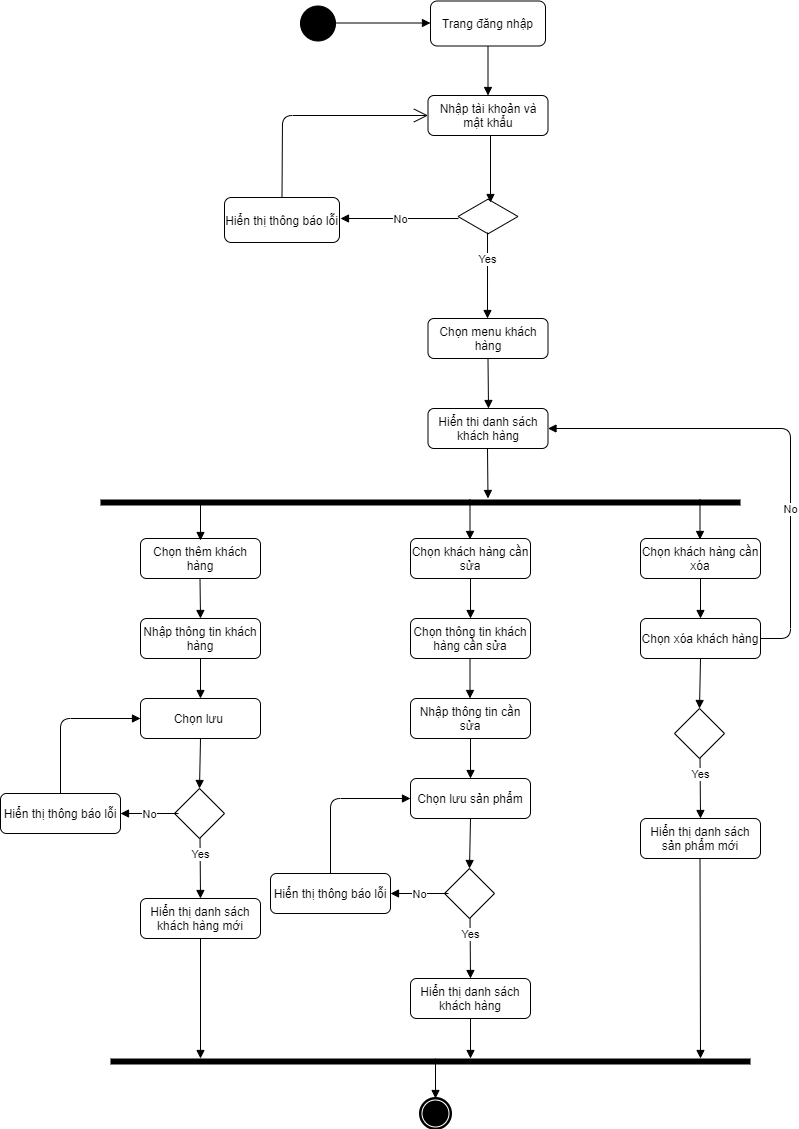 Trang đăng nhập
Nhập tài khoản và
mật khẩu
Hiển thị thông báo lỗi
No
Yes
Chọn menu khách
hàng
Hiển thi danh sách
khách hàng
No
Chọn thêm khách
hàng
Chọn khách hàng cần
sửa
Chọn khách hàng cần
xóa
Nhập thông tin khách
hàng
Chọn thông tin khách
hàng cần sửa
Chọn xóa khách hàng
Chọn lưu
Nhập thông tin cần
sửa
Yes
Hiển thị thông báo lỗi
No
Chọn lưu sản phẩm
Hiển thị danh sách
sản phẩm mới
Yes
Hiển thị thông báo lỗi
No
Hiển thị danh sách
khách hàng mới
Yes
Hiển thị danh sách
khách hàng